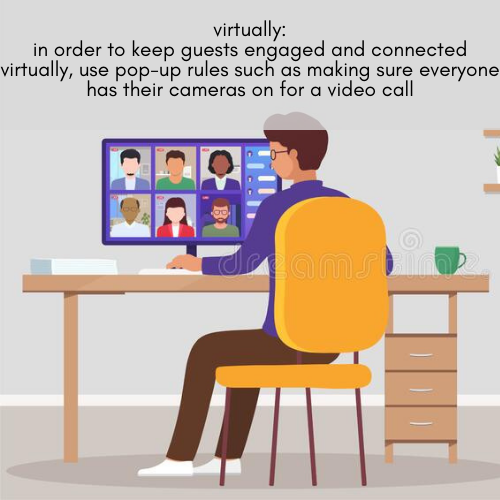 virtually:
in order to keep guests engaged and connected
virtually, use pop-up rules such as making sure everyone
has their cameras on for a video call
dreamstime